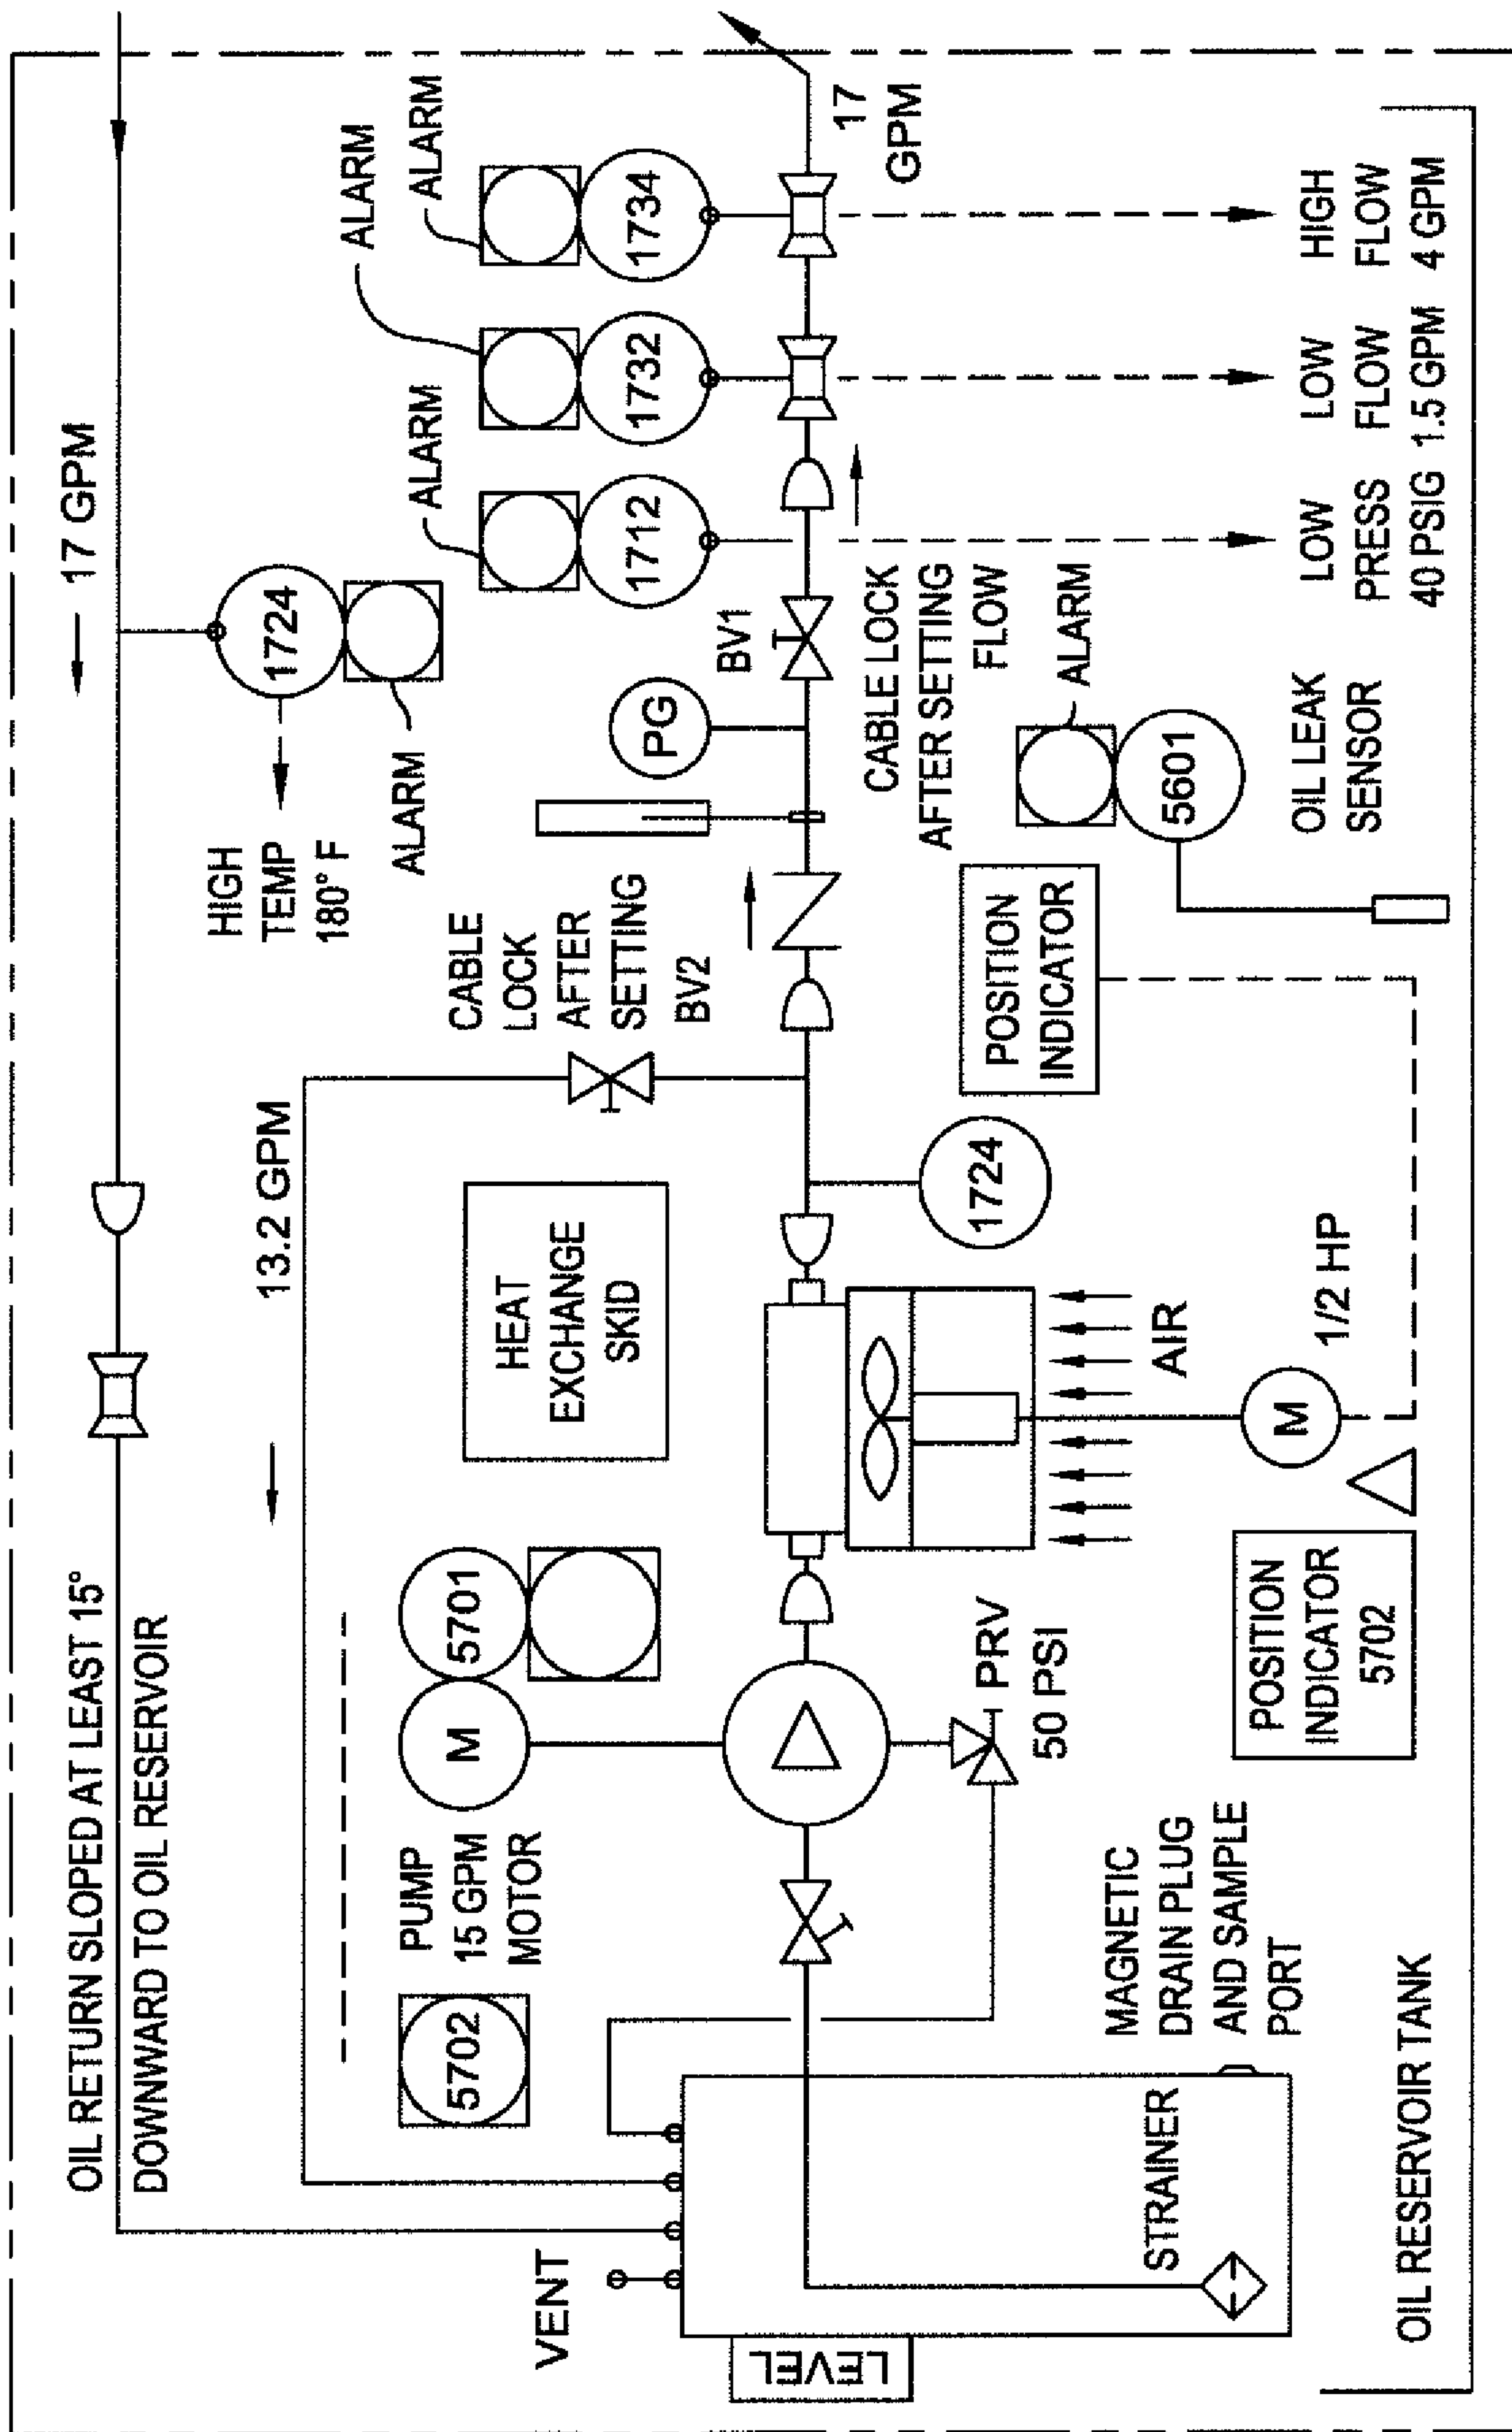 OIL RETURN SLOPED AT LEAST 15°
DOWNWARD TO OIL RESERVOIR
17 GPM
13.2 GPM
HIGH
TEMP
180° F
1724
ALARM
ALARM
ALARM
ALARM
VENT
5702
PUMP
15 GPM
MOTOR
M
5701
HEAT
EXCHANGE
SKID
CABLE
LOCK
AFTER
SETTING
BV2
PG
BV1
1712
1732
1734
17
GPM
LEVEL
PRV
50 PSI
1724
CABLE LOCK
AFTER SETTING
FLOW
POSITION
INDICATOR
ALARM
5601
OIL LEAK
SENSOR
AIR
MAGNETIC
DRAIN PLUG
AND SAMPLE
PORT
STRAINER
POSITION
INDICATOR
5702
M
1/2 HP
LOW
PRESS
40 PSIG
LOW
FLOW
1.5 GPM
HIGH
FLOW
4 GPM
OIL RESERVOIR TANK